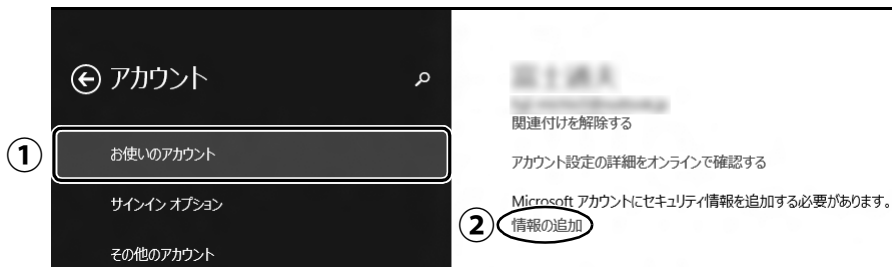 アカウント
①
お使いのアカウント
サインイン オプション
その他のアカウント
関連付けを解除する
アカウント設定の詳細をオンラインで確認する
Microsoft アカウントにセキュリティ情報を追加する必要があります。
②
情報の追加